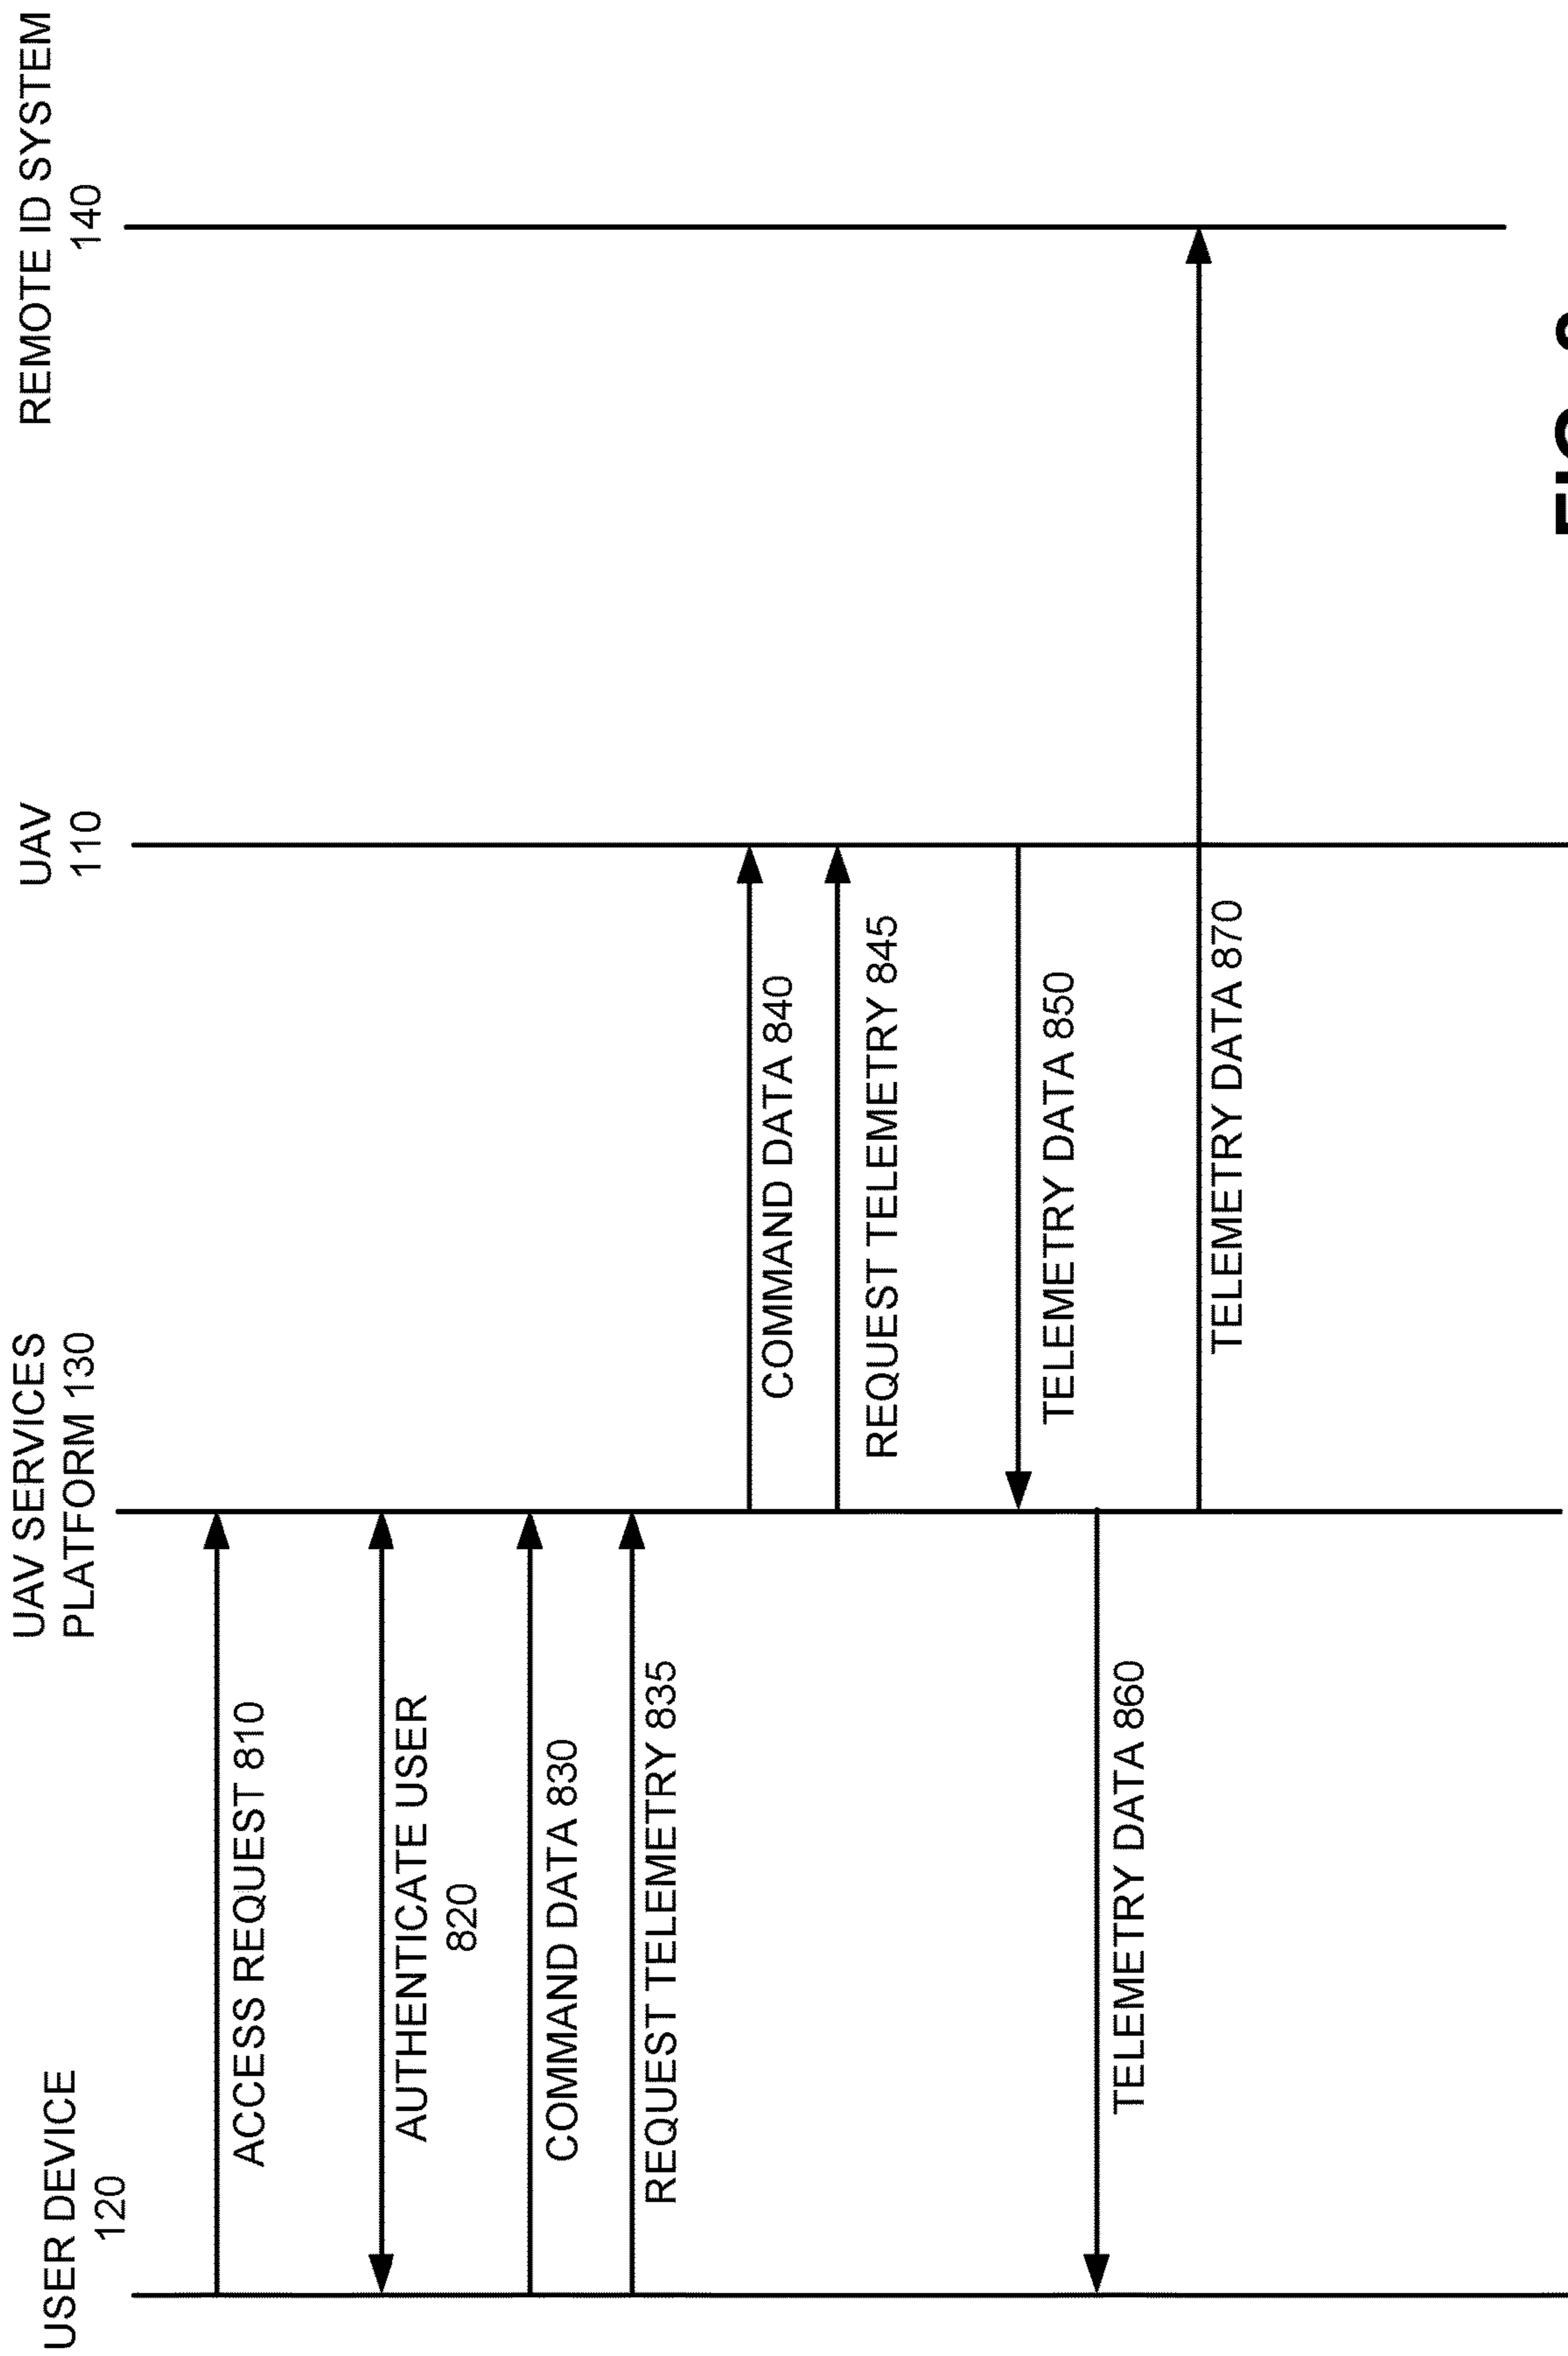 USER DEVICE
120
UAV SERVICES
PLATFORM 130
UAV
110
REMOTE ID SYSTEM
140
ACCESS REQUEST 810
AUTHENTICATE USER
820
COMMAND DATA 830
REQUEST TELEMETRY 835
COMMAND DATA 840
REQUEST TELEMETRY 845
TELEMETRY DATA 850
TELEMETRY DATA 860
TELEMETRY DATA 870
FIG.